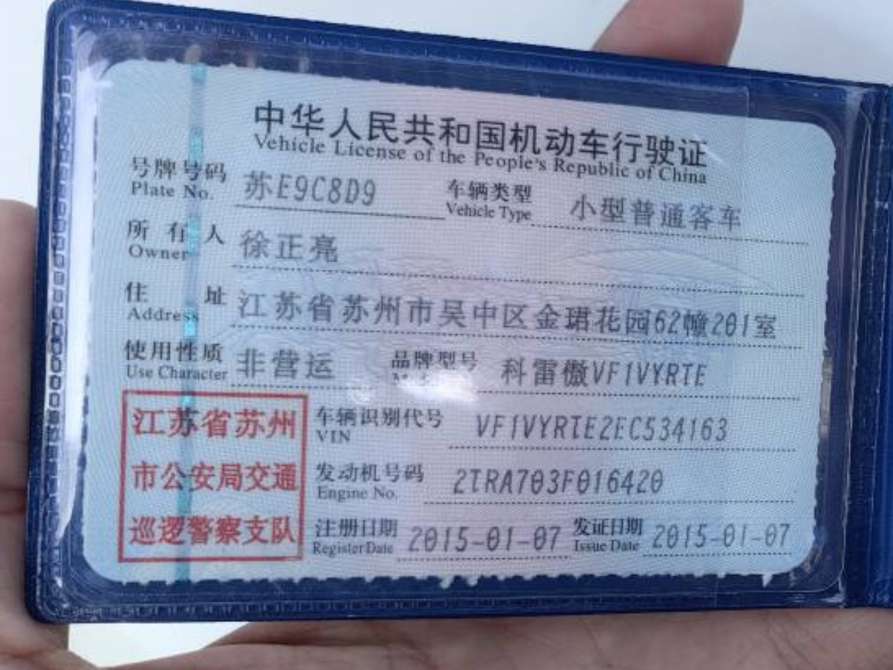 中华人民共和国机动车行驶证
Vehicle License of the People's Republic of China
号牌号码 苏E9C8D9 车辆类型 小型普通客车
Plate No. Vehicle Type
所有人 徐正亮
Owner
住址 江苏省苏州市吴中区金珺花园62幢201室
Address
使用性质 非营运 品牌型号 科雷傲VF1VYRTE
Use Character
江苏省苏州
市公安局交通
巡逻警察支队
车辆识别代号 VF1VYRTE2EC534163
VIN
发动机号码 2TRA703F016420
Engine No.
注册日期 2015-01-07 发证日期 2015-01-07
Register Date Issue Date